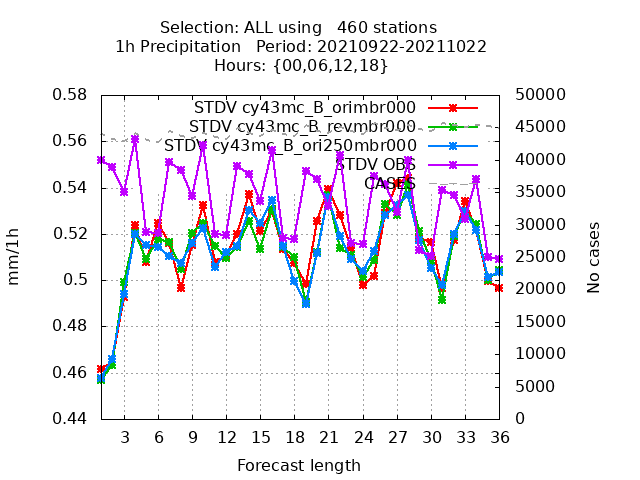 Selection: ALL using   460 stations
1h Precipitation   Period: 20210922-20211022
Hours: {00,06,12,18}
0.58
0.56
0.54
0.52
0.5
0.48
0.46
0.44
50000
45000
40000
35000
30000
25000
20000
15000
10000
5000
0
STDV cy43mc_B_orimbr000
STDV cy43mc_B_revmbr000
STDV cy43mc_B_ori250mbr000
STDV OBS
CASES
mm/1h
No cases
3 6 9 12 15 18 21 24 27 30 33 36
Forecast length